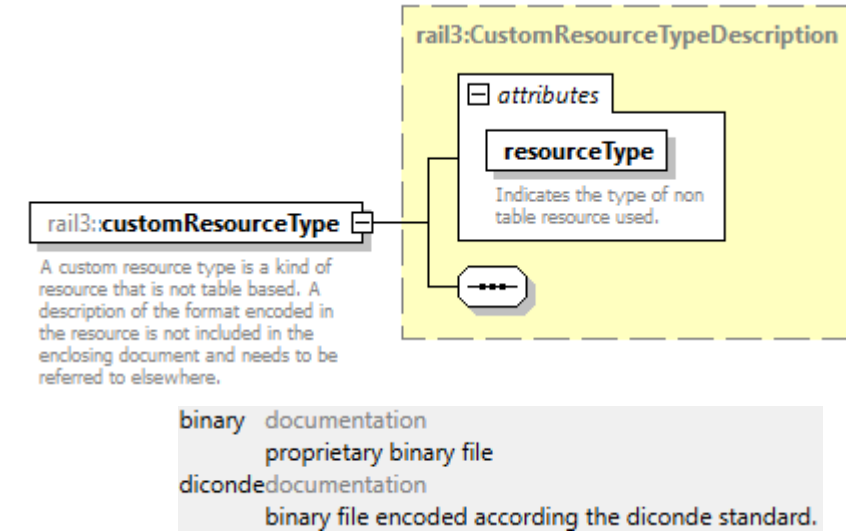 rail3:CustomResourceTypeDescription
attributes
resourceType
Indicates the type of non
table resource used.
rail3::customResourceType
A custom resource type is a kind of
resource that is not table based. A
description of the format encoded in
the resource is not included in the
enclosing document and needs to be
referred to elsewhere.
binary documentation
proprietary binary file
dicondedocumentation
binary file encoded according the diconde standard.